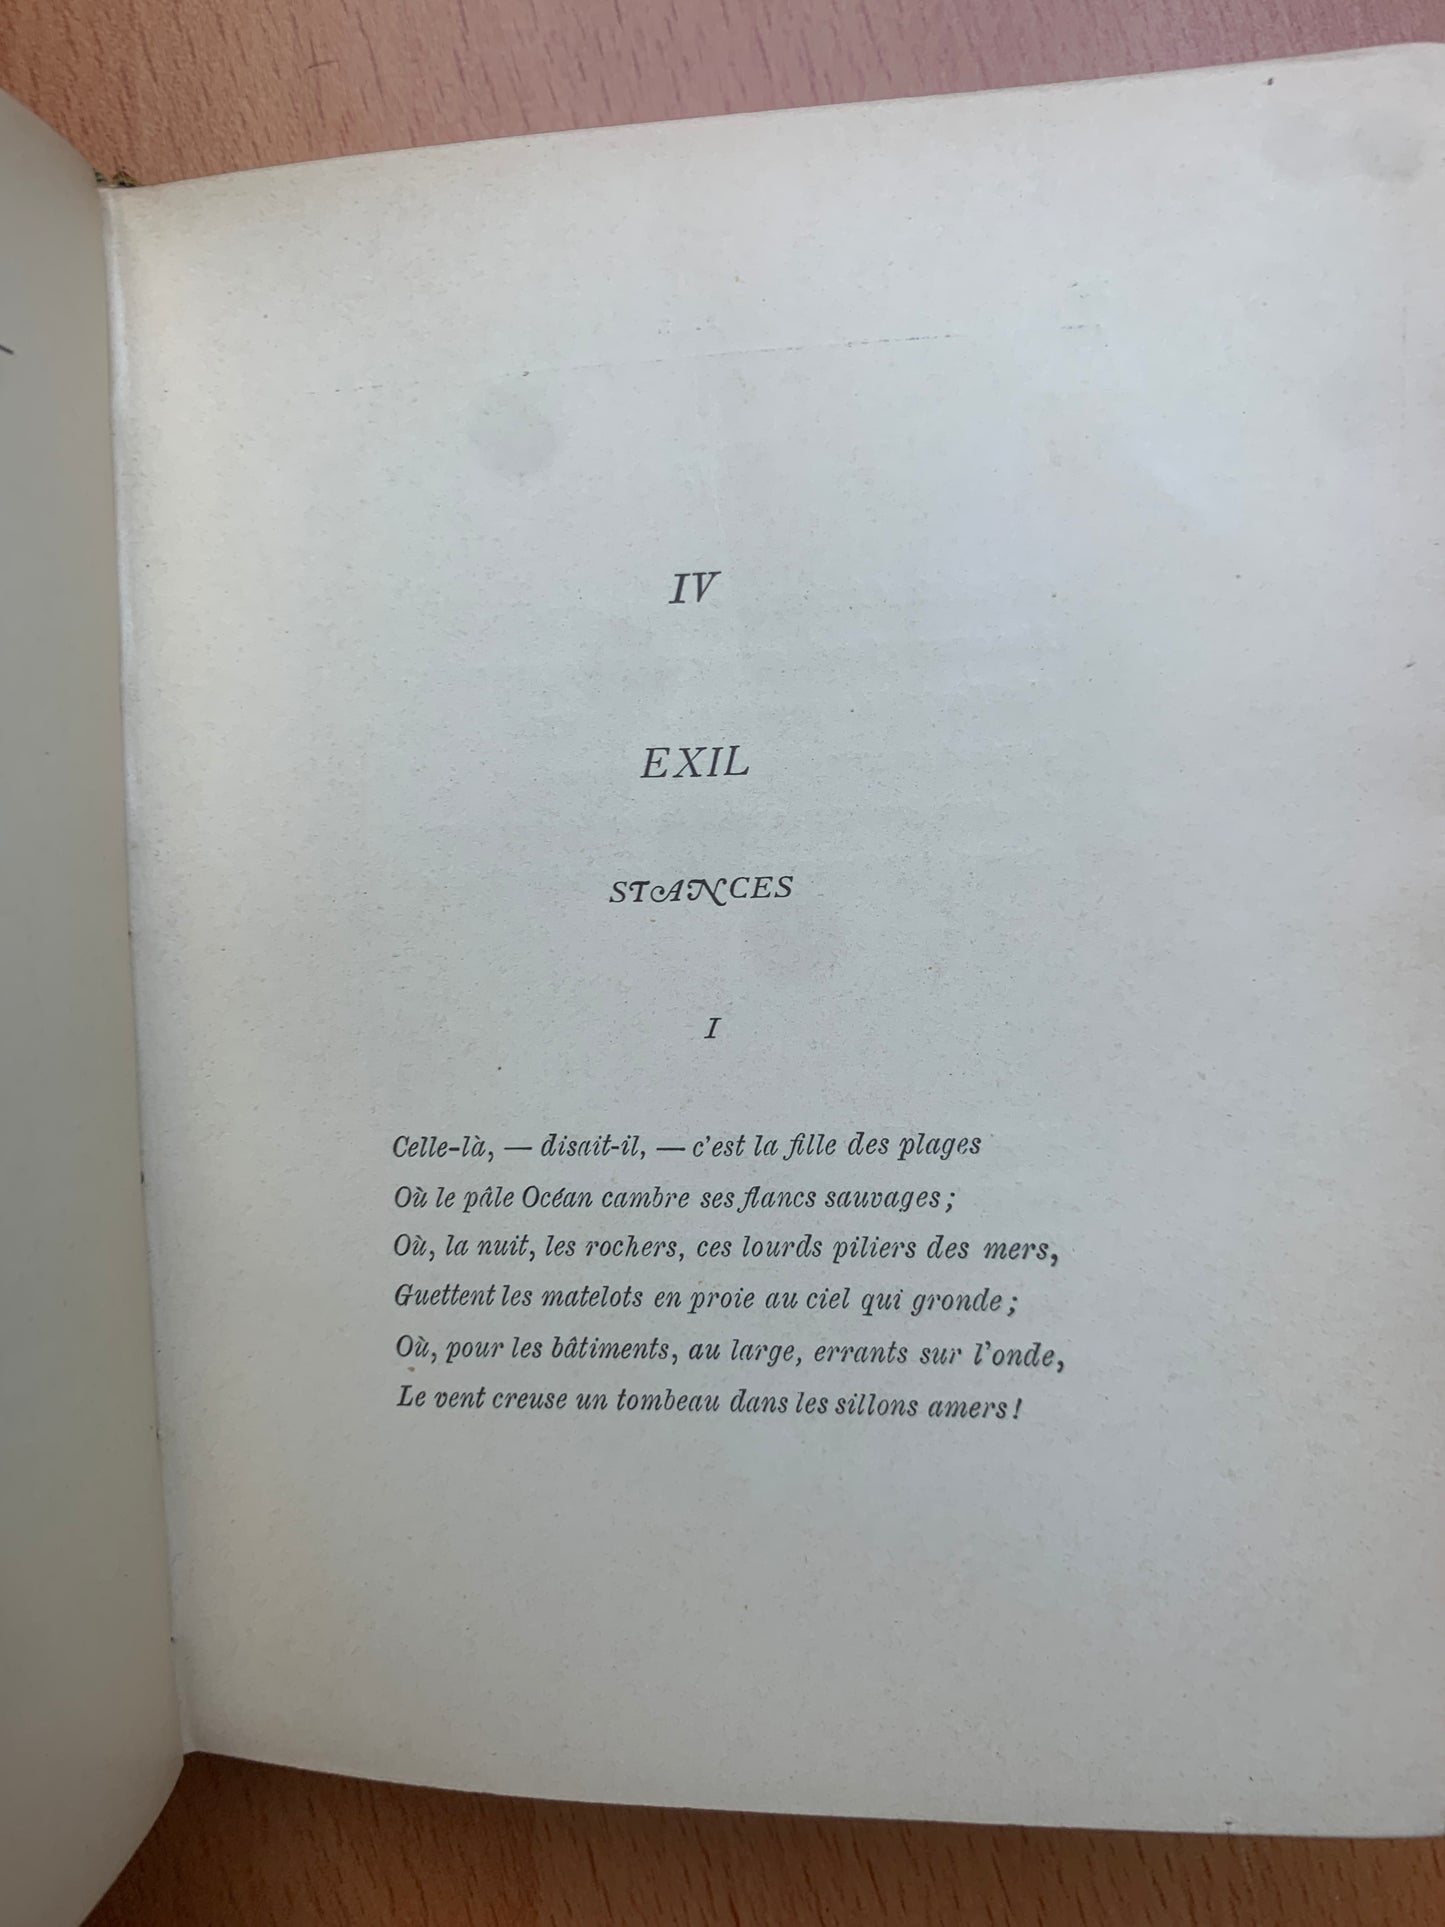 IV
EXIL
STANCES
I
Celle-là, — disait-il, — c'est la fille des plages
Où le pâle Océan cambre ses flancs sauvages ;
Où, la nuit, les rochers, ces lourds piliers des mers,
Guettent les matelots en proie au ciel qui gronde ;
Où, pour les bâtiments, au large, errants sur l'onde,
Le vent creuse un tombeau dans les sillons amers !